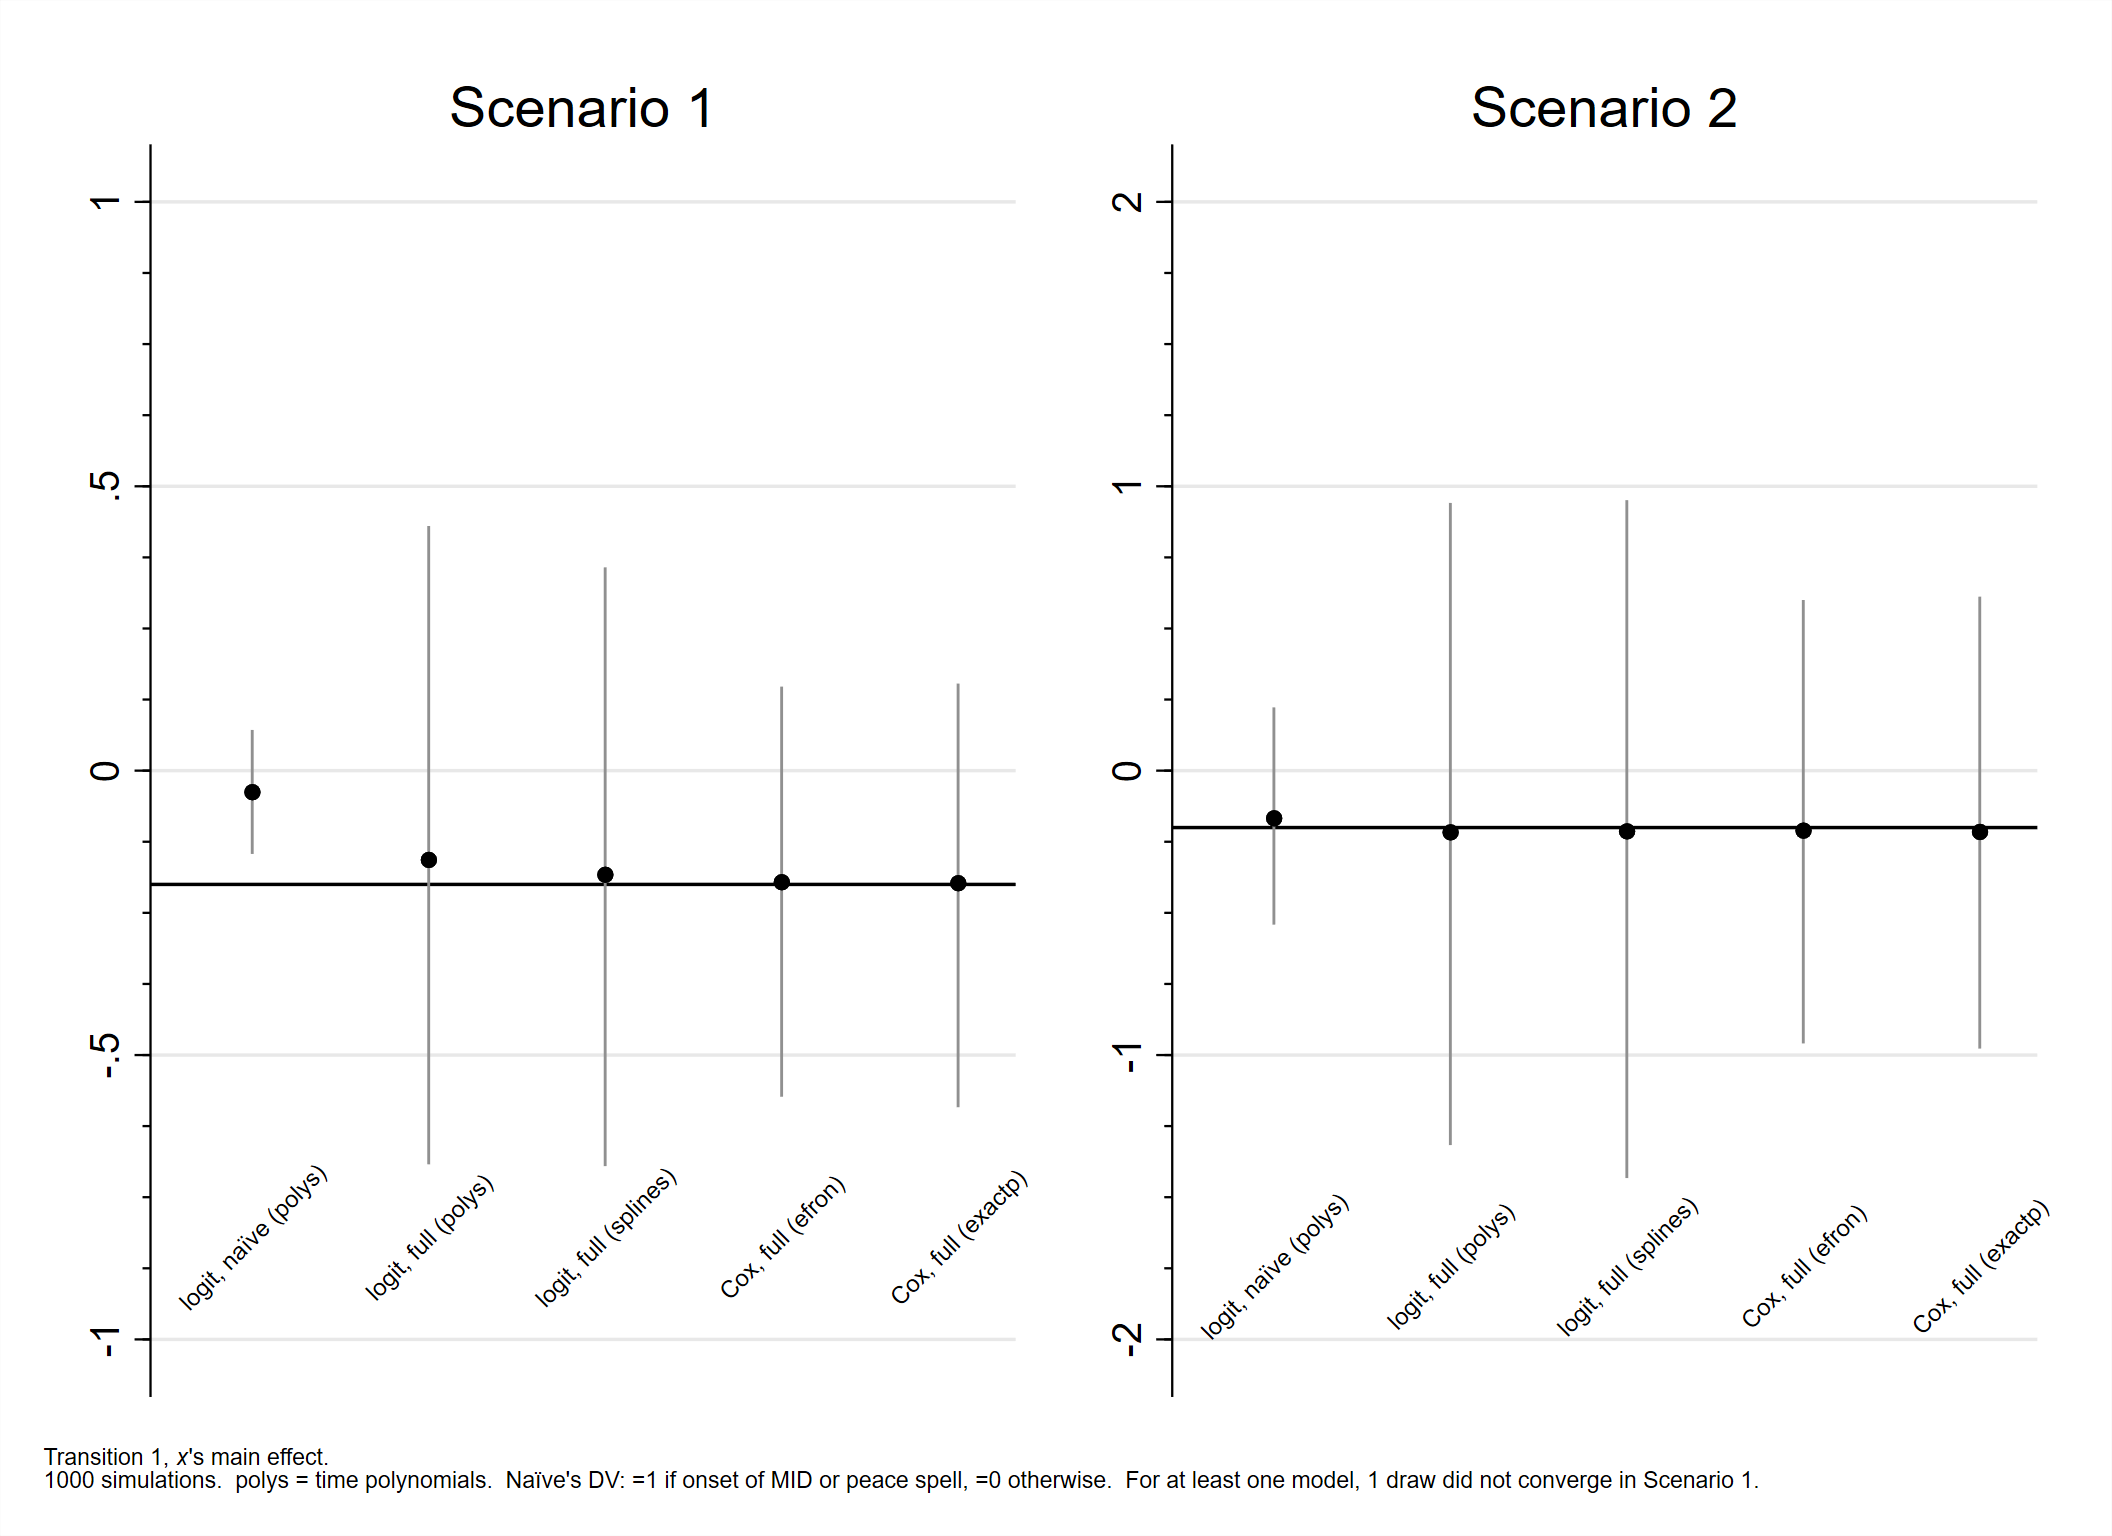 Scenario 1
1
.5
0
-.5
-1
logit, naïve (polys)
logit, full (polys)
logit, full (splines)
Cox, full (efron)
Cox, full (exactp)
Scenario 2
2
1
0
-1
-2
logit, naïve (polys)
logit, full (polys)
logit, full (splines)
Cox, full (efron)
Cox, full (exactp)
Transition 1, x's main effect.
1000 simulations.  polys = time polynomials.  Naïve's DV: =1 if onset of MID or peace spell, =0 otherwise.  For at least one model, 1 draw did not converge in Scenario 1.